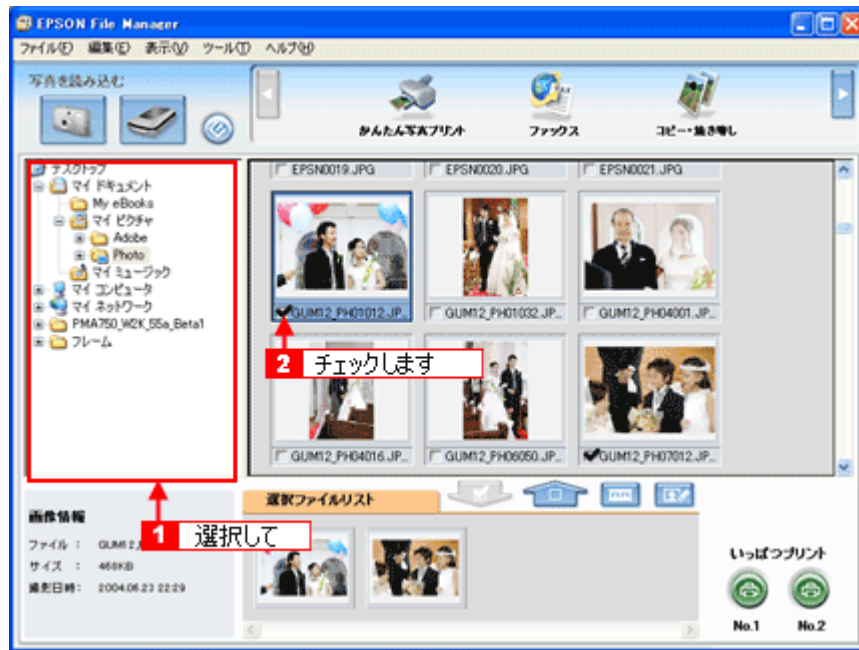 EPSON File Manager
ファイル(F) 編集(E) 表示(V) ツール(T) ヘルプ(H)
写真を読み込む
かんたん写真プリント
ファックス
コピー・焼き増し
デスクトップ
マイ ドキュメント
My eBooks
マイ ピクチャ
Adobe
Photo
マイ ミュージック
マイ コンピュータ
マイ ネットワーク
PMA750_W2K_S5a_Beta1
フレーム
EPSN0019.JPG
EPSN0020.JPG
EPSN0021.JPG
GUM12_PH01012.JP...
GUM12_PH01032.JP...
GUM12_PH04001.JP...
2 チェックします
GUM12_PH04016.JP...
GUM12_PH06050.JP...
GUM12_PH07012.JP...
1 選択して
画像情報
ファイル : GUM12
サイズ : 468KB
撮影日時: 2004.06.23 22:29
選択ファイルリスト
いっぱつプリント
No.1
No.2